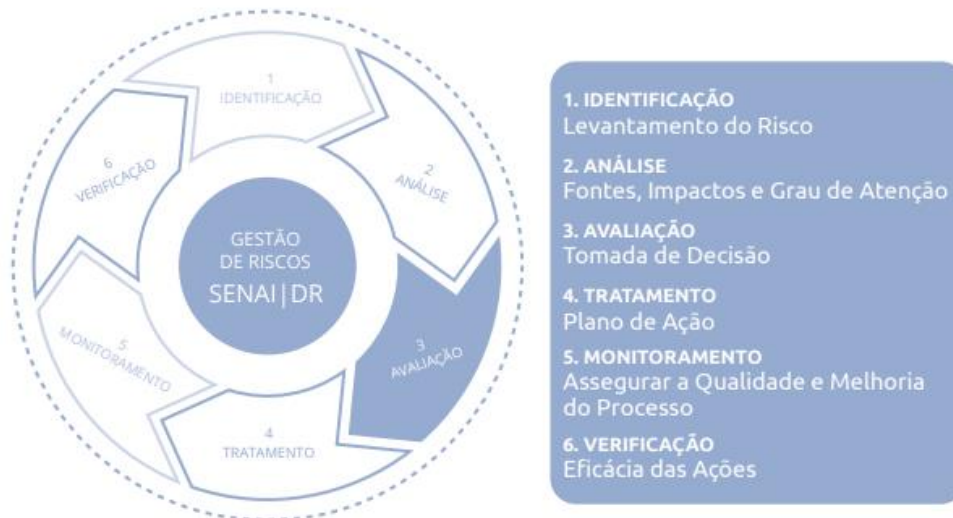 1
IDENTIFICAÇÃO
2
ANÁLISE
3
AVALIAÇÃO
4
TRATAMENTO
5
MONITORAMENTO
6
VERIFICAÇÃO
GESTÃO
DE RISCOS
SENAI|DR
1. IDENTIFICAÇÃO
Levantamento do Risco
2. ANÁLISE
Fontes, Impactos e Grau de Atenção
3. AVALIAÇÃO
Tomada de Decisão
4. TRATAMENTO
Plano de Ação
5. MONITORAMENTO
Assegurar a Qualidade e Melhoria
do Processo
6. VERIFICAÇÃO
Eficácia das Ações